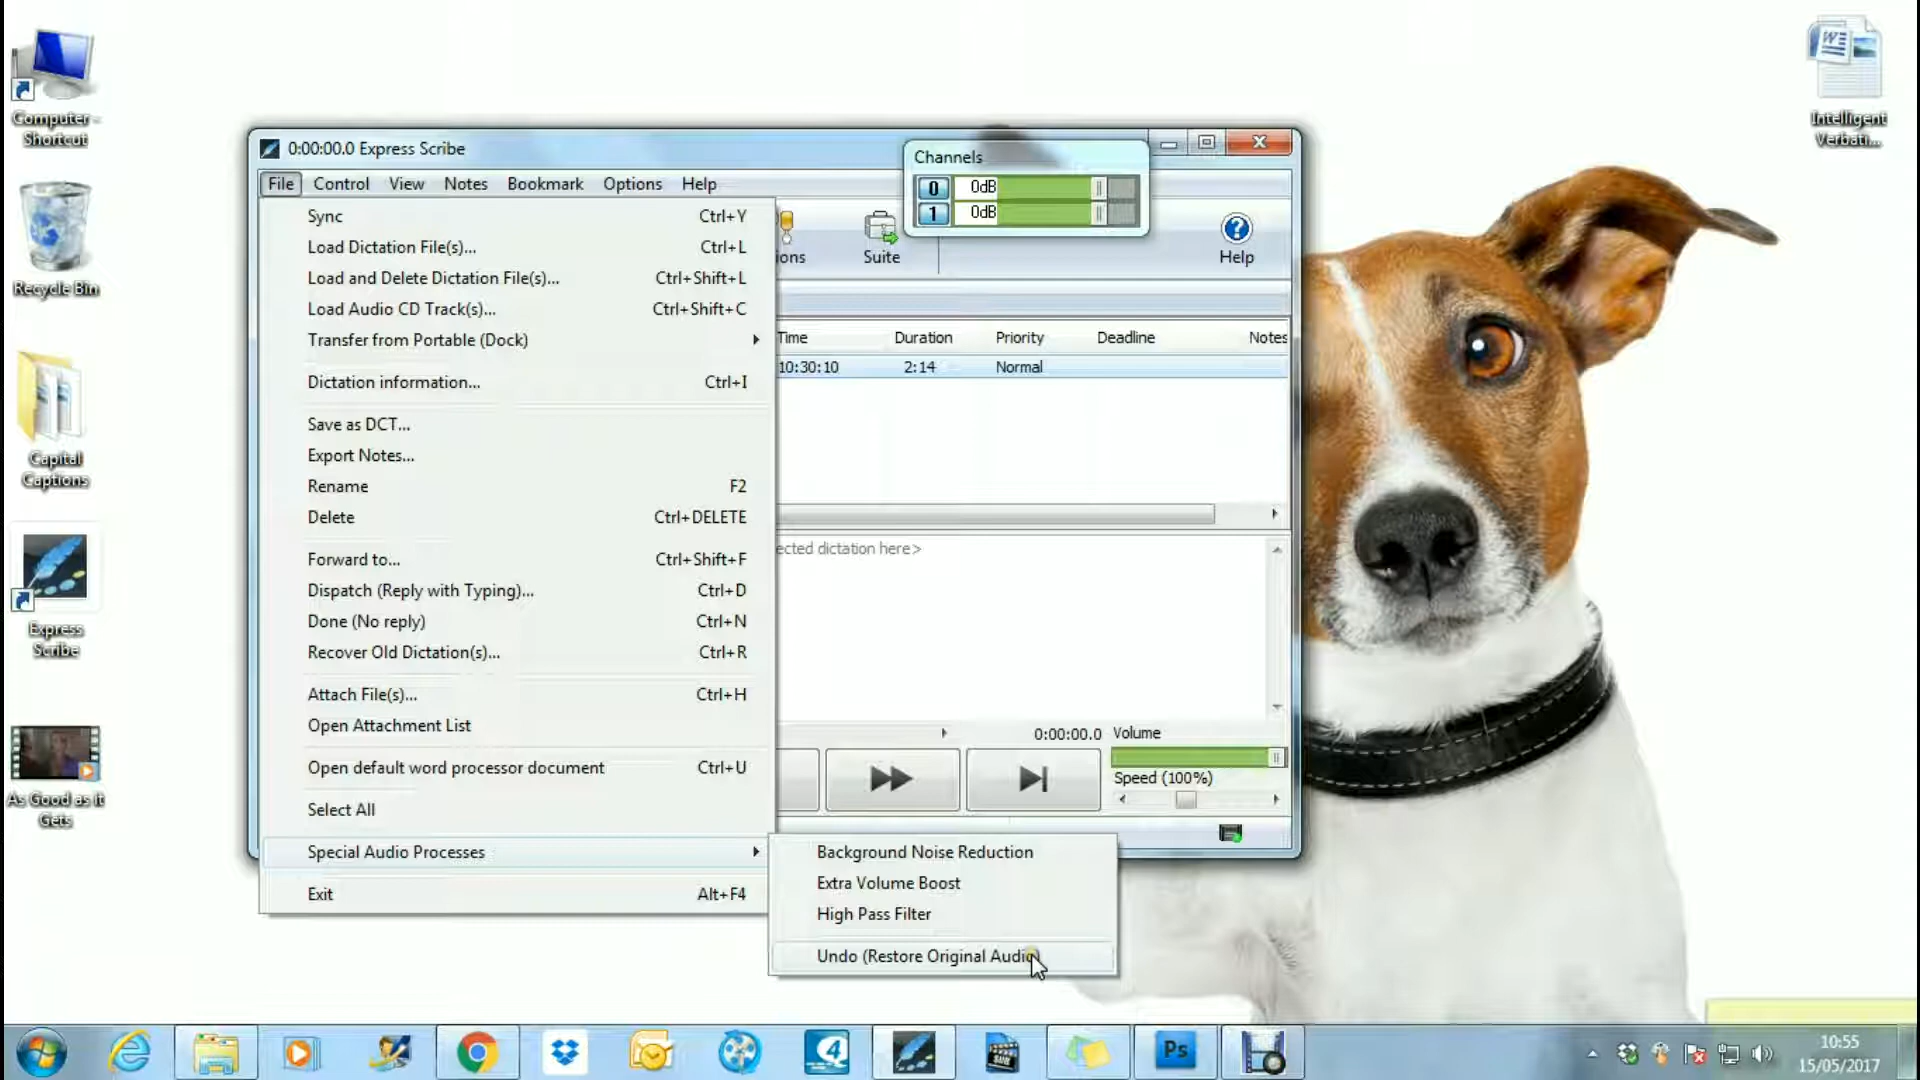 Computer -
Shortcut
Recycle Bin
Capital
Captions
Express
Scribe
As Good as it
Gets
Intelligent
Verbati...
0:00:00.0 Express Scribe
File Control View Notes Bookmark Options Help
Channels
0 0dB
1 0dB
ions
Suite
Help
Time Duration Priority Deadline Notes
10:30:10 2:14 Normal
ected dictation here>
0:00:00.0 Volume
Speed (100%)
Sync Ctrl+Y
Load Dictation File(s)... Ctrl+L
Load and Delete Dictation File(s)... Ctrl+Shift+L
Load Audio CD Track(s)... Ctrl+Shift+C
Transfer from Portable (Dock)
Dictation information... Ctrl+I
Save as DCT...
Export Notes...
Rename F2
Delete Ctrl+DELETE
Forward to... Ctrl+Shift+F
Dispatch (Reply with Typing)... Ctrl+D
Done (No reply) Ctrl+N
Recover Old Dictation(s)... Ctrl+R
Attach File(s)... Ctrl+H
Open Attachment List
Open default word processor document Ctrl+U
Select All
Special Audio Processes
Exit Alt+F4
Background Noise Reduction
Extra Volume Boost
High Pass Filter
Undo (Restore Original Audio)
4
Ps
10:55
15/05/2017